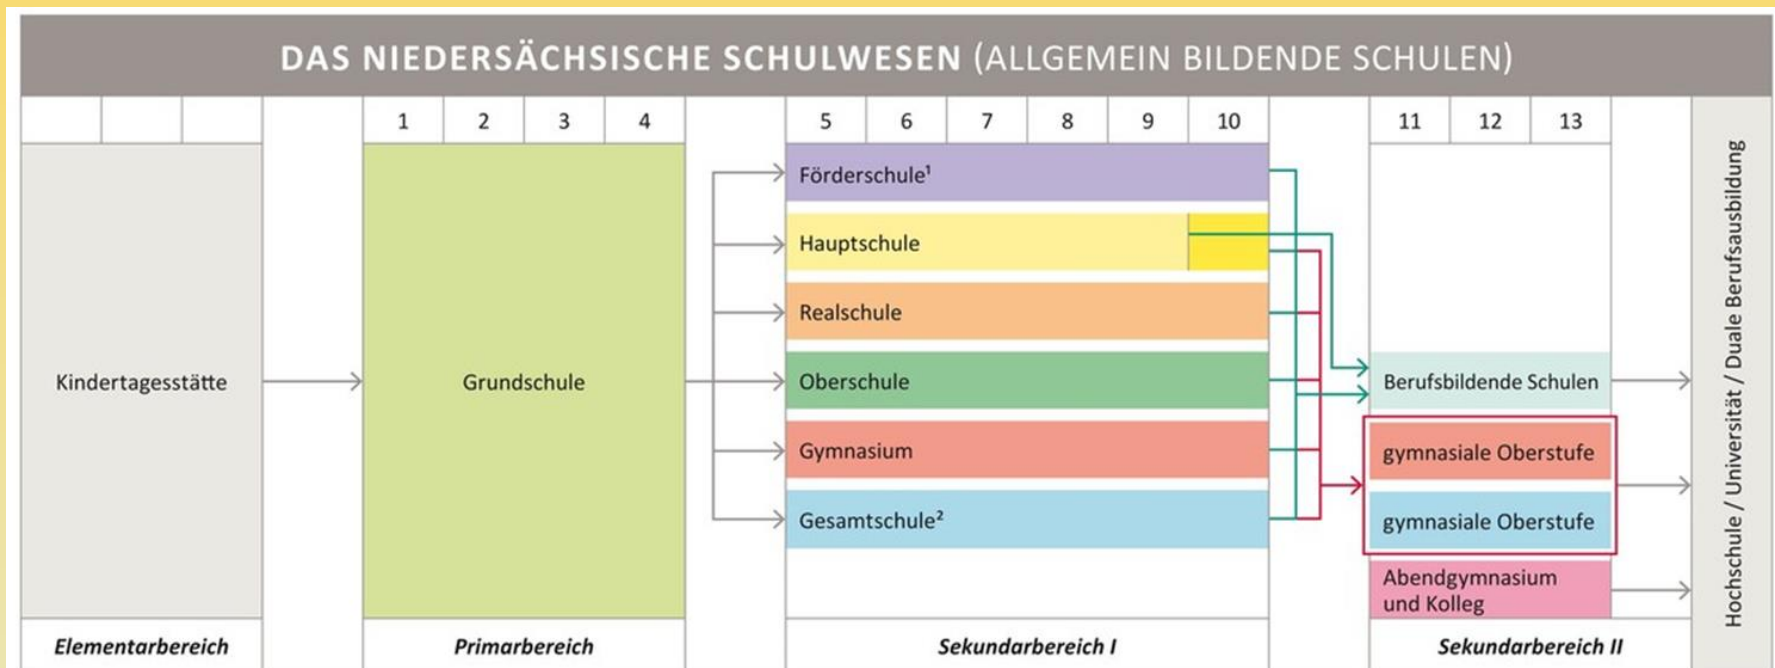 DAS NIEDERSÄCHSISCHE SCHULWESEN (ALLGEMEIN BILDENDE SCHULEN)
1 2 3 4 5 6 7 8 9 10 11 12 13
Kindertagesstätte
Grundschule
Förderschule¹
Hauptschule
Realschule
Oberschule
Gymnasium
Gesamtschule²
Berufsbildende Schulen
gymnasiale Oberstufe
gymnasiale Oberstufe
Abendgymnasium
und Kolleg
Hochschule / Universität / Duale Berufsausbildung
Elementarbereich
Primarbereich
Sekundarbereich I
Sekundarbereich II